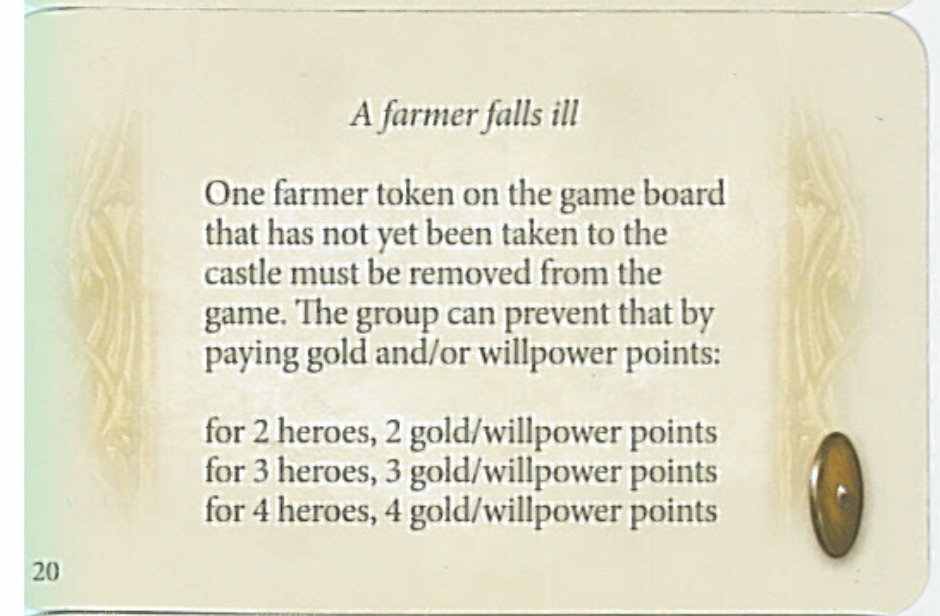 A farmer falls ill
One farmer token on the game board
that has not yet been taken to the
castle must be removed from the
game. The group can prevent that by
paying gold and/or willpower points:
for 2 heroes, 2 gold/willpower points
for 3 heroes, 3 gold/willpower points
for 4 heroes, 4 gold/willpower points
20